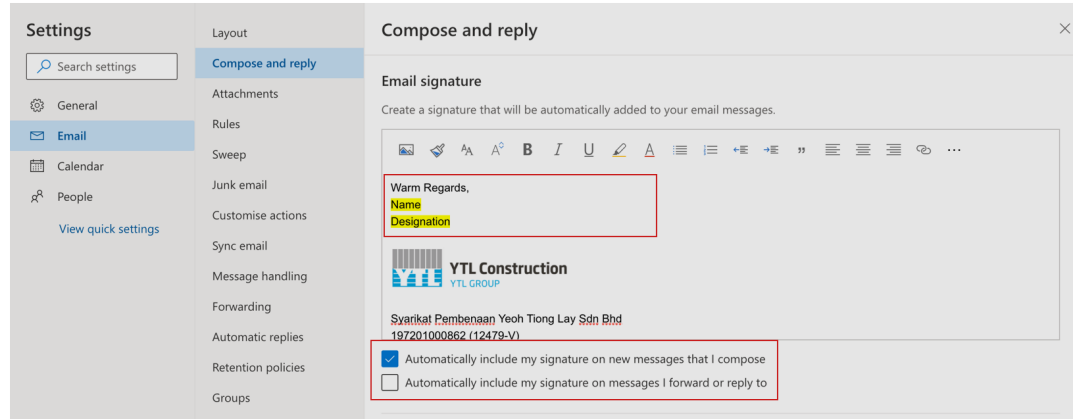 Settings
Search settings
General
Email
Calendar
People
View quick settings
Layout
Compose and reply
Attachments
Rules
Sweep
Junk email
Customise actions
Sync email
Message handling
Forwarding
Automatic replies
Retention policies
Groups
Compose and reply
Email signature
Create a signature that will be automatically added to your email messages.
Warm Regards,
Name
Designation
YTL
YTL Construction
YTL GROUP
Syarikat Pembenaan Yeoh Tiong Lay Sdn Bhd
197201000862 (12479-V)
Automatically include my signature on new messages that I compose
Automatically include my signature on messages I forward or reply to